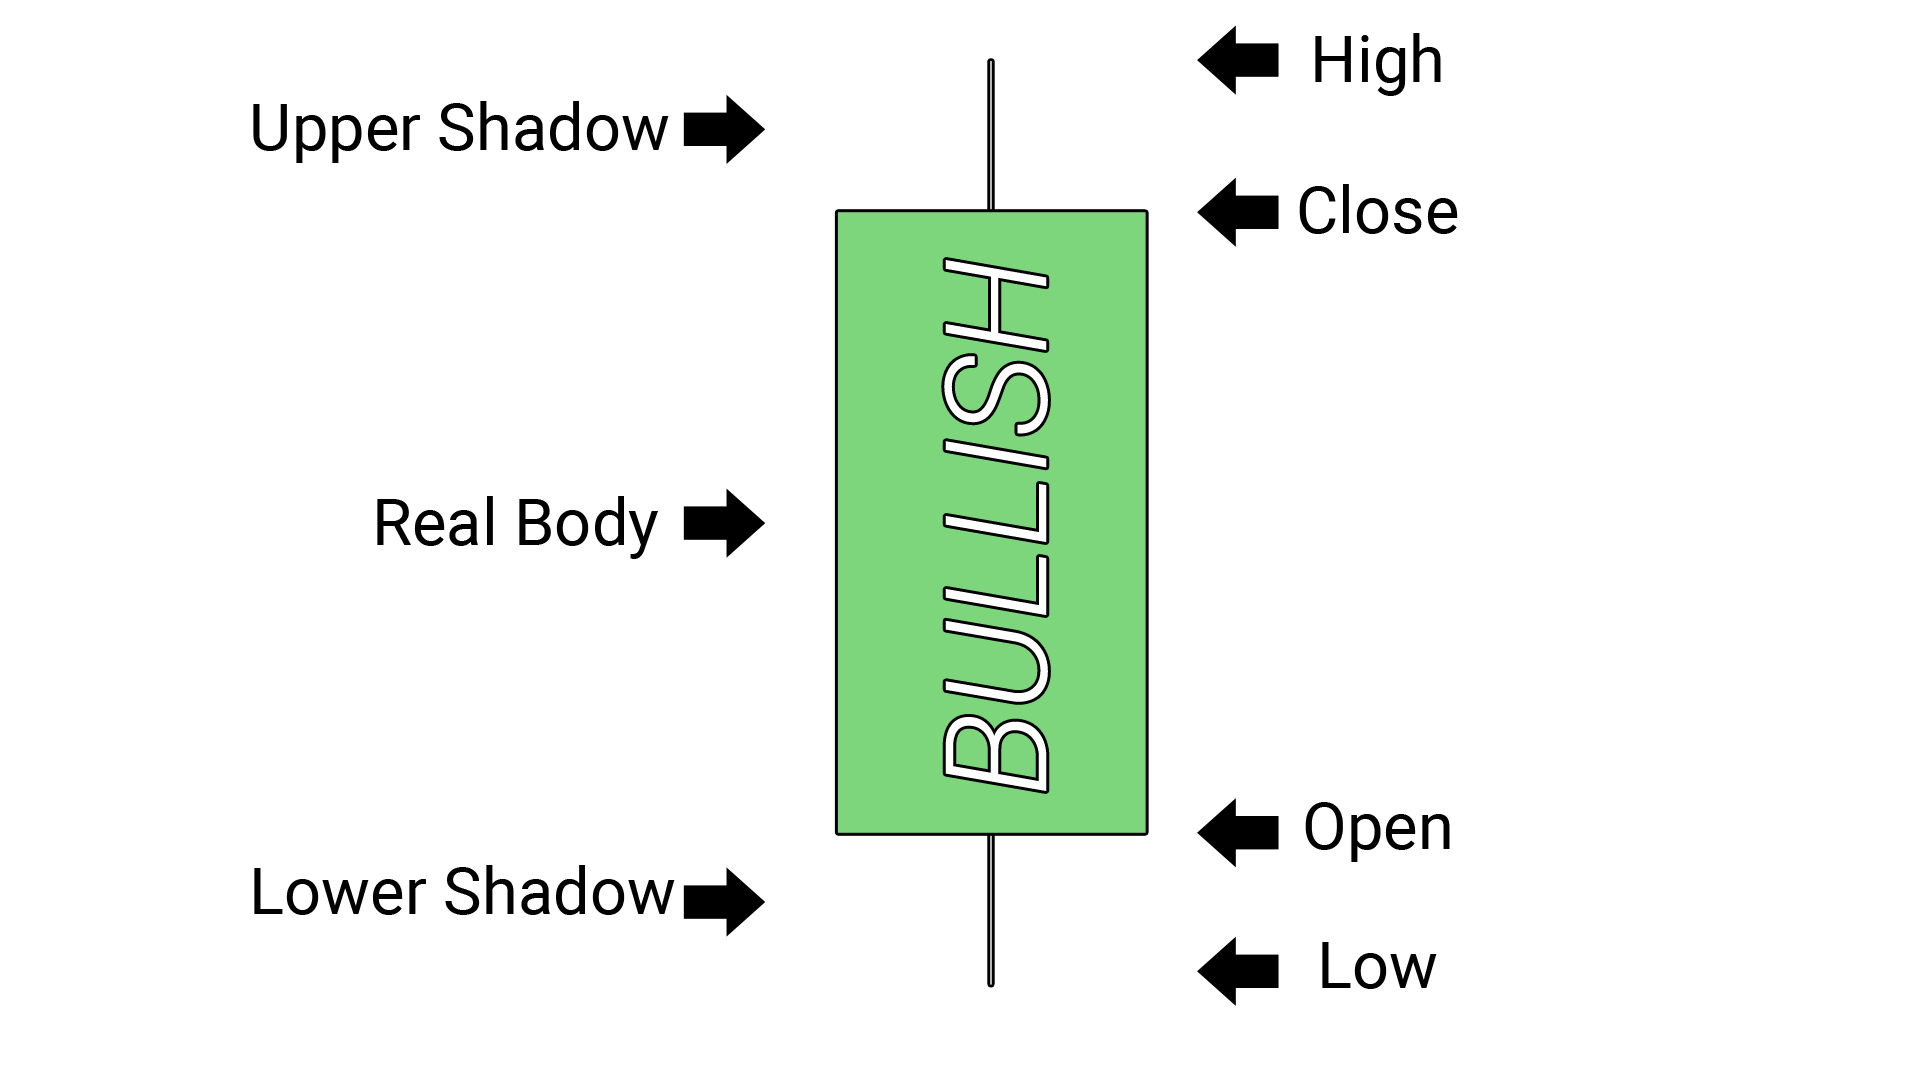 High
Upper Shadow
Close
BULLISH
Real Body
Open
Lower Shadow
Low